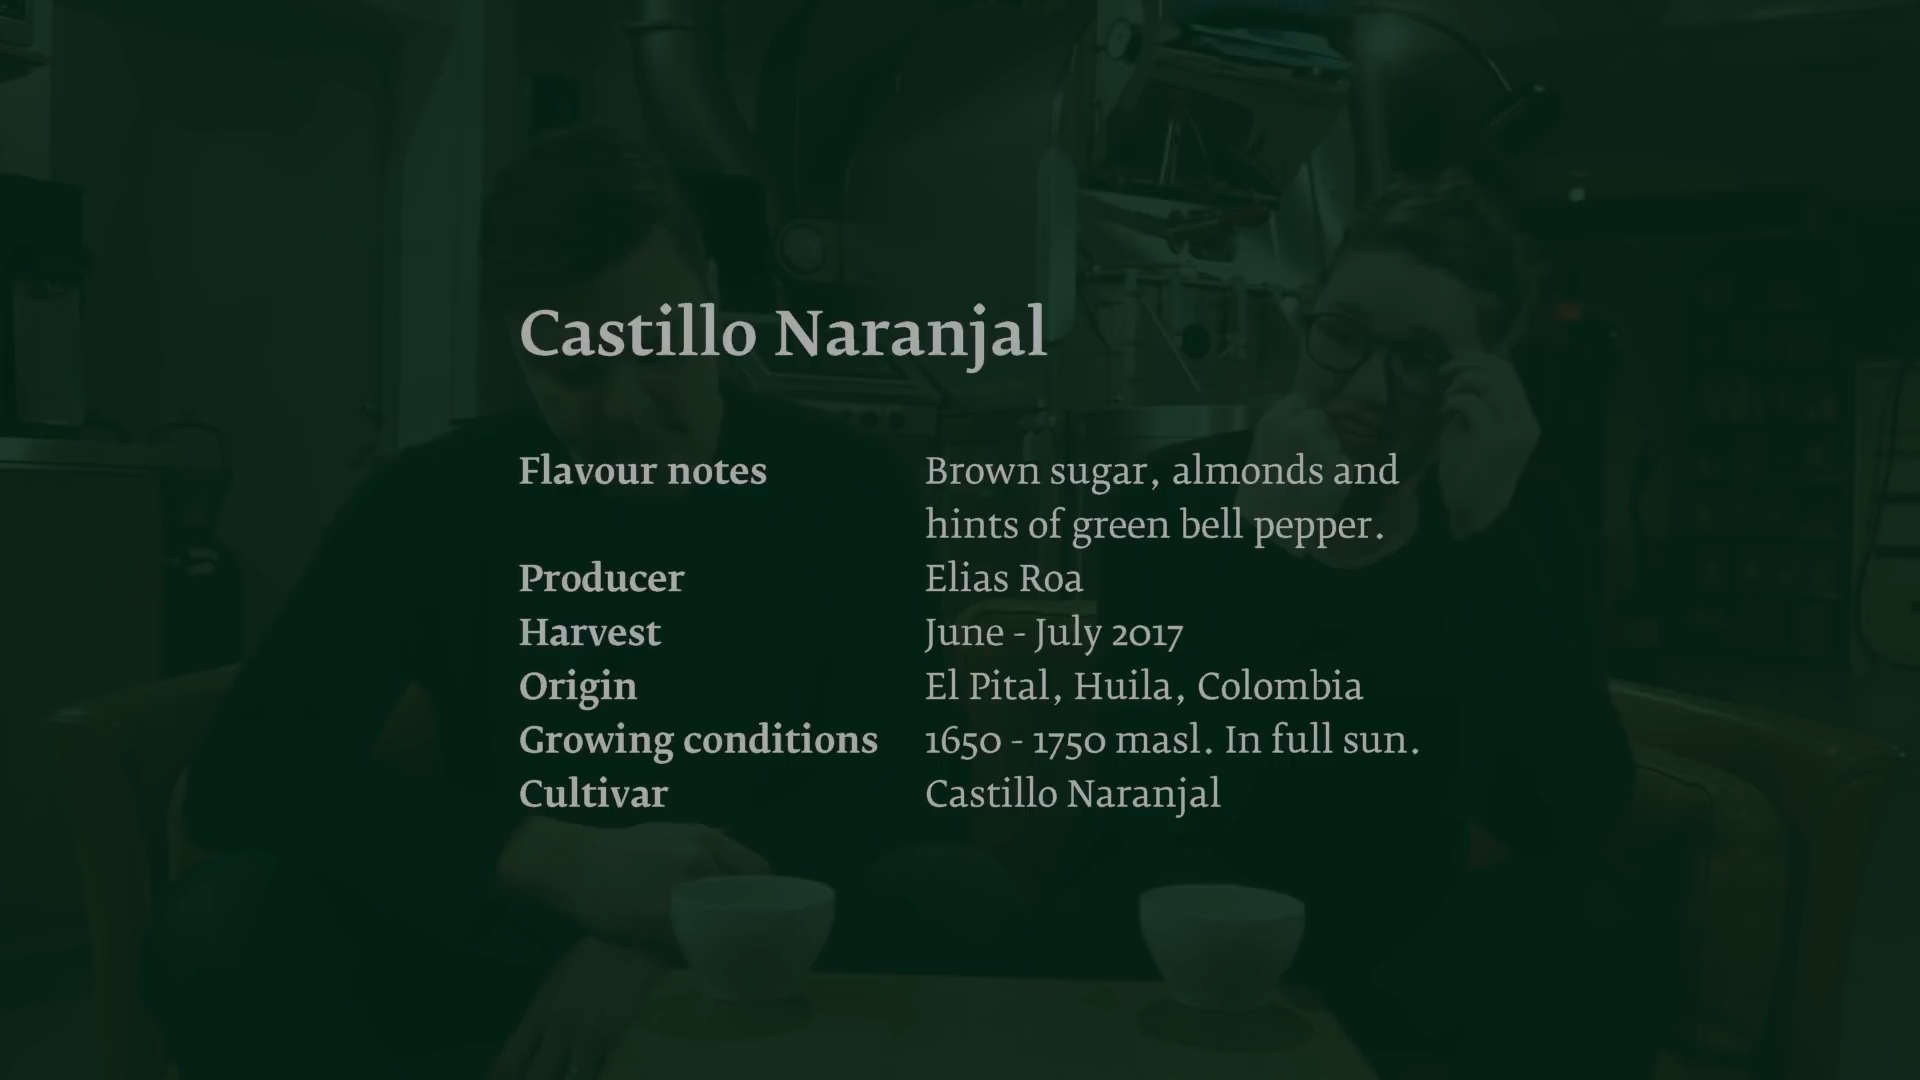 Castillo Naranjal
Flavour notes Brown sugar, almonds and
hints of green bell pepper.
Producer Elias Roa
Harvest June - July 2017
Origin El Pital, Huila, Colombia
Growing conditions 1650 - 1750 masl. In full sun.
Cultivar Castillo Naranjal